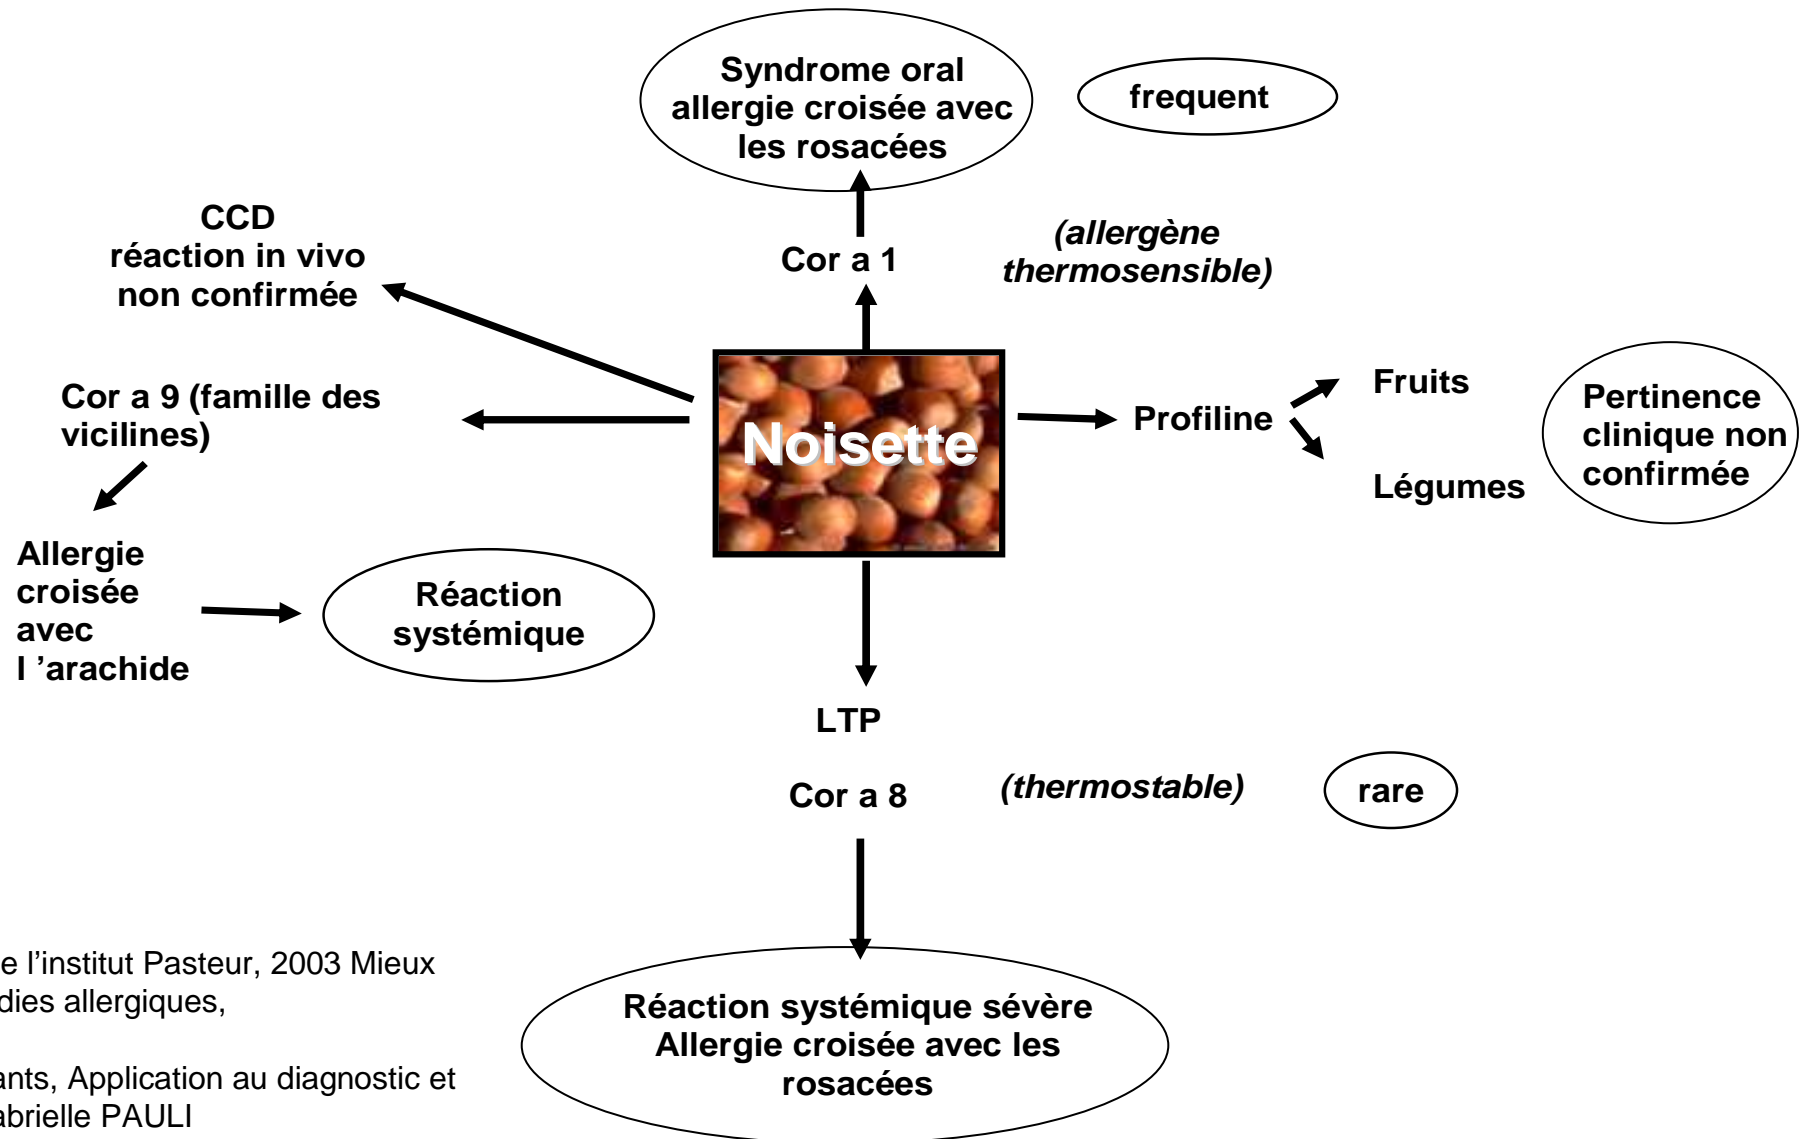 Syndrome oral
allergie croisée avec
les rosacées
frequent
CCD
réaction in vivo
non confirmée
Cor a 1
(allergène
thermosensible)
Cor a 9 (famille des
vicilines)
Noisette
Profiline
Fruits
Légumes
Pertinence
clinique non
confirmée
Allergie
croisée
avec
l ’arachide
Réaction
systémique
LTP
Cor a 8
(thermostable)
rare
Réaction systémique sévère
Allergie croisée avec les
rosacées
e l’institut Pasteur, 2003 Mieux
dies allergiques,
ants, Application au diagnostic et
abrielle PAULI